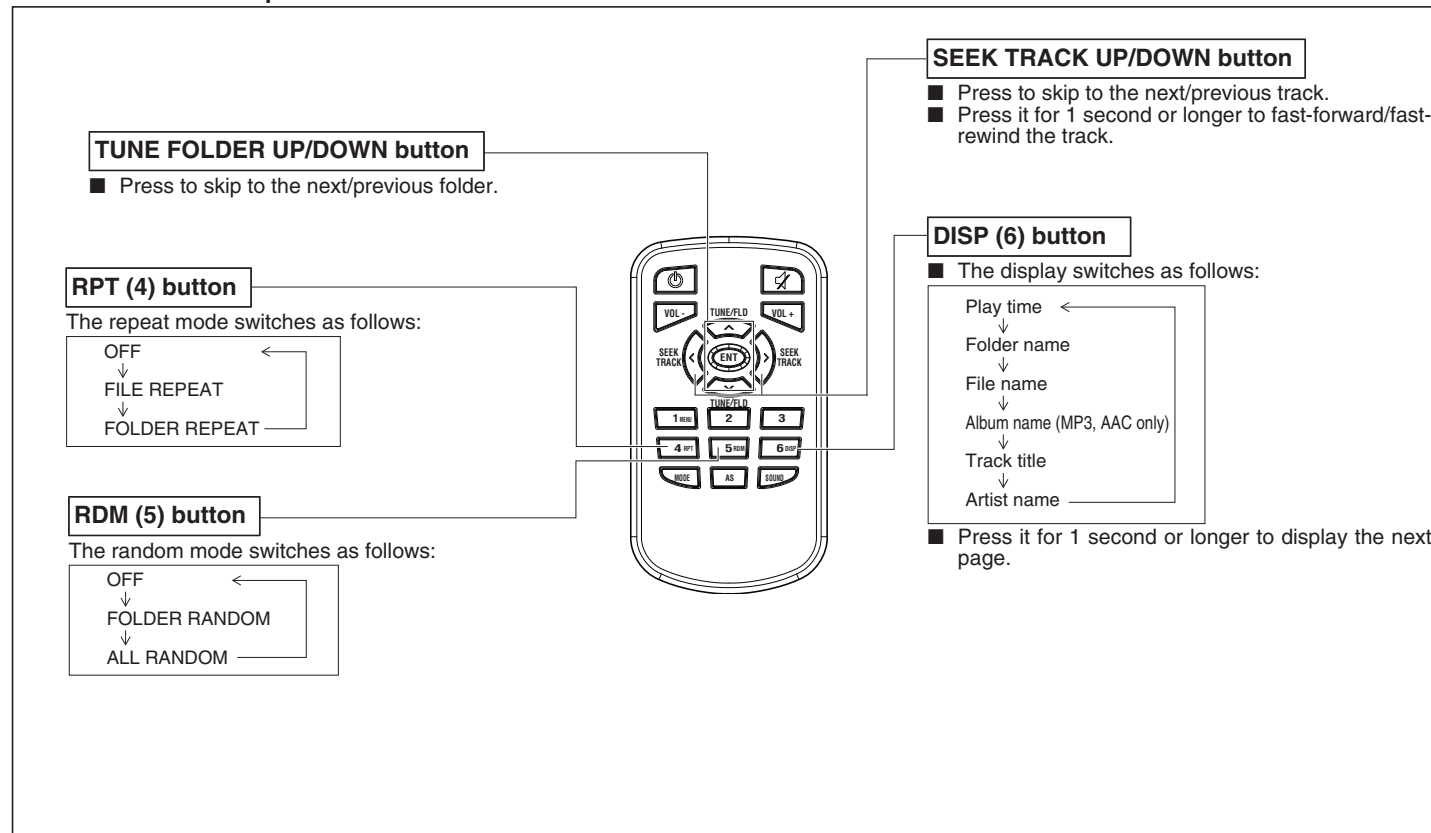 SEEK TRACK UP/DOWN button
■ Press to skip to the next/previous track.
■ Press it for 1 second or longer to fast-forward/fast-
rewind the track.
TUNE FOLDER UP/DOWN button
■ Press to skip to the next/previous folder.
DISP (6) button
■ The display switches as follows:
Play time
Folder name
File name
Album name (MP3, AAC only)
Track title
Artist name
■ Press it for 1 second or longer to display the next
page.
RPT (4) button
The repeat mode switches as follows:
OFF
FILE REPEAT
FOLDER REPEAT
RDM (5) button
The random mode switches as follows:
OFF
FOLDER RANDOM
ALL RANDOM
VOL - TUNE/FLD VOL +
SEEK TRACK ENT SEEK TRACK
TUNE/FLD
1 MENU 2 3
4 RPT 5 RDM 6 DISP
MODE AS SOUND